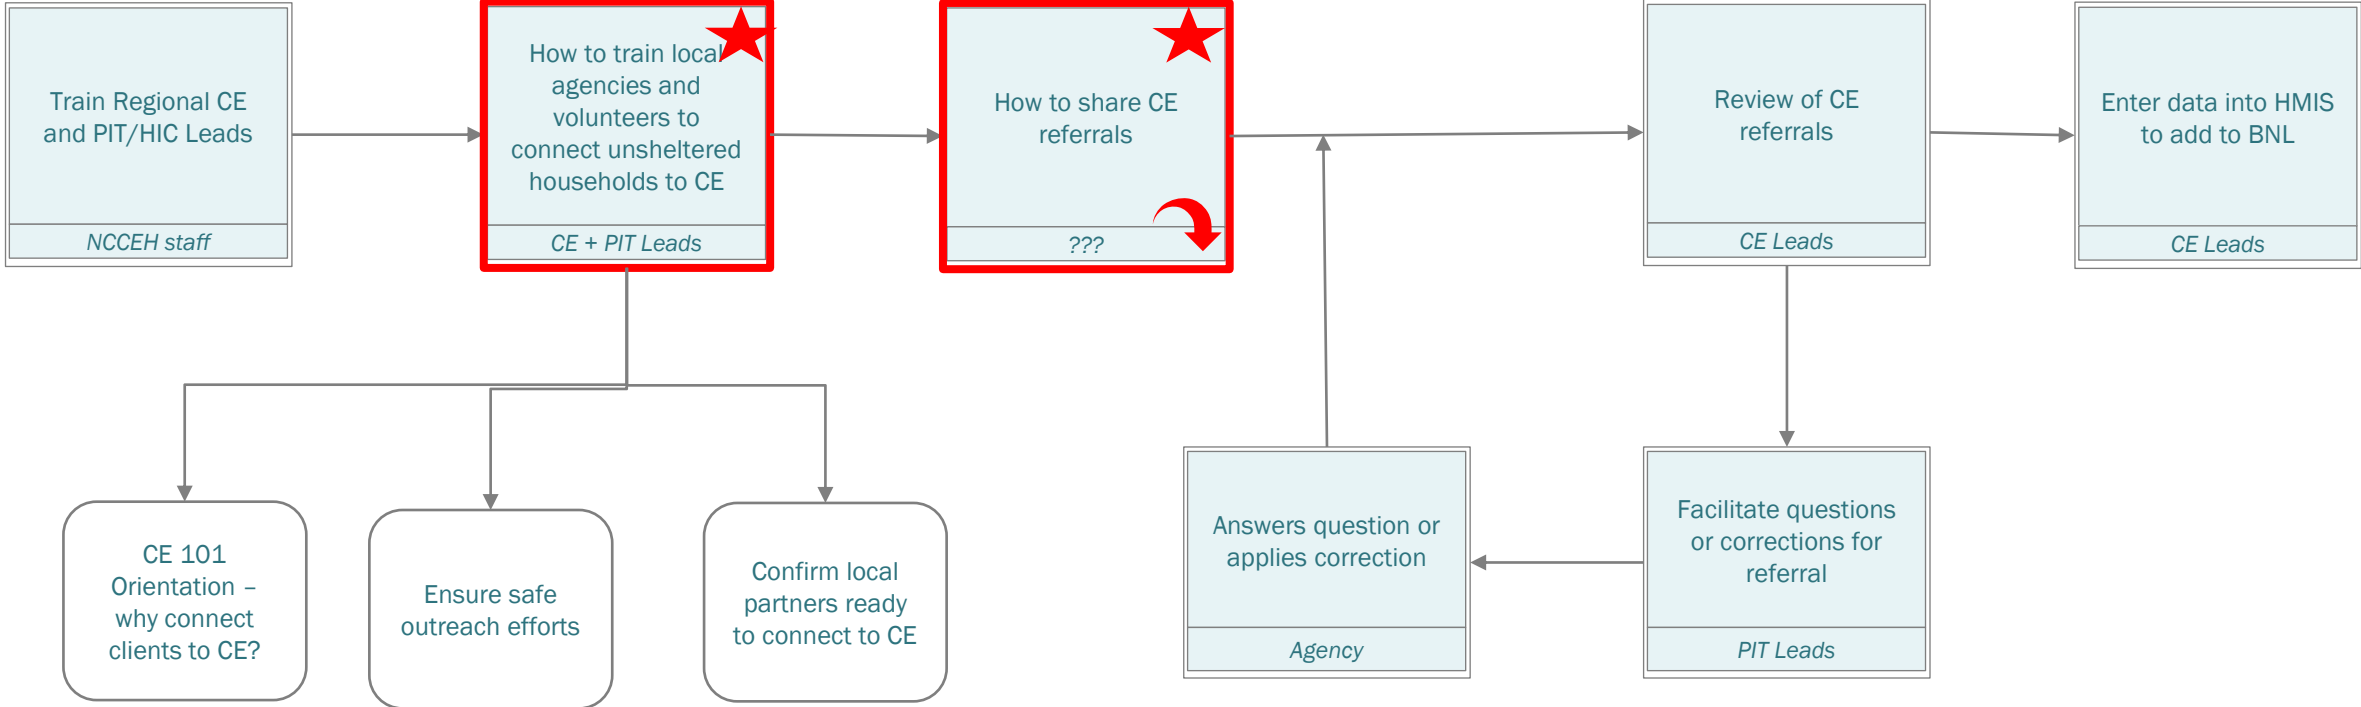 Train Regional CE
and PIT/HIC Leads
NCCEH staff
How to train local
agencies and
volunteers to
connect unsheltered
households to CE
CE + PIT Leads
How to share CE
referrals
???
Review of CE
referrals
CE Leads
Enter data into HMIS
to add to BNL
CE Leads
CE 101
Orientation –
why connect
clients to CE?
Ensure safe
outreach efforts
Confirm local
partners ready
to connect to CE
Answers question or
applies correction
Agency
Facilitate questions
or corrections for
referral
PIT Leads